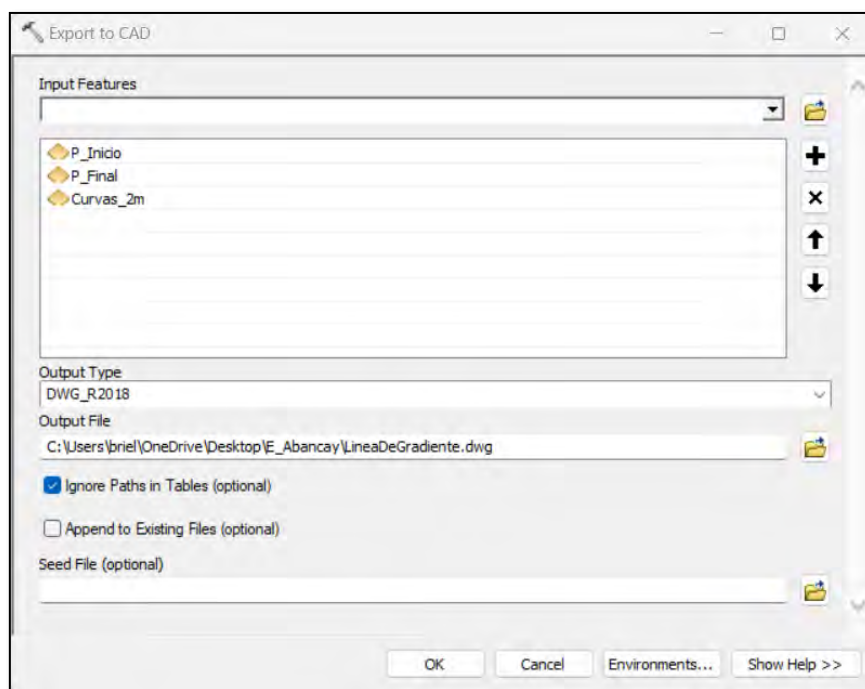 Export to CAD
Input Features
P_Inicio
P_Final
Curvas_2m
Output Type
DWG_R2018
Output File
C:\Users\briel\OneDrive\Desktop\E_Abancay\LineaDeGradiente.dwg
Ignore Paths in Tables (optional)
Append to Existing Files (optional)
Seed File (optional)
OK Cancel Environments... Show Help >>